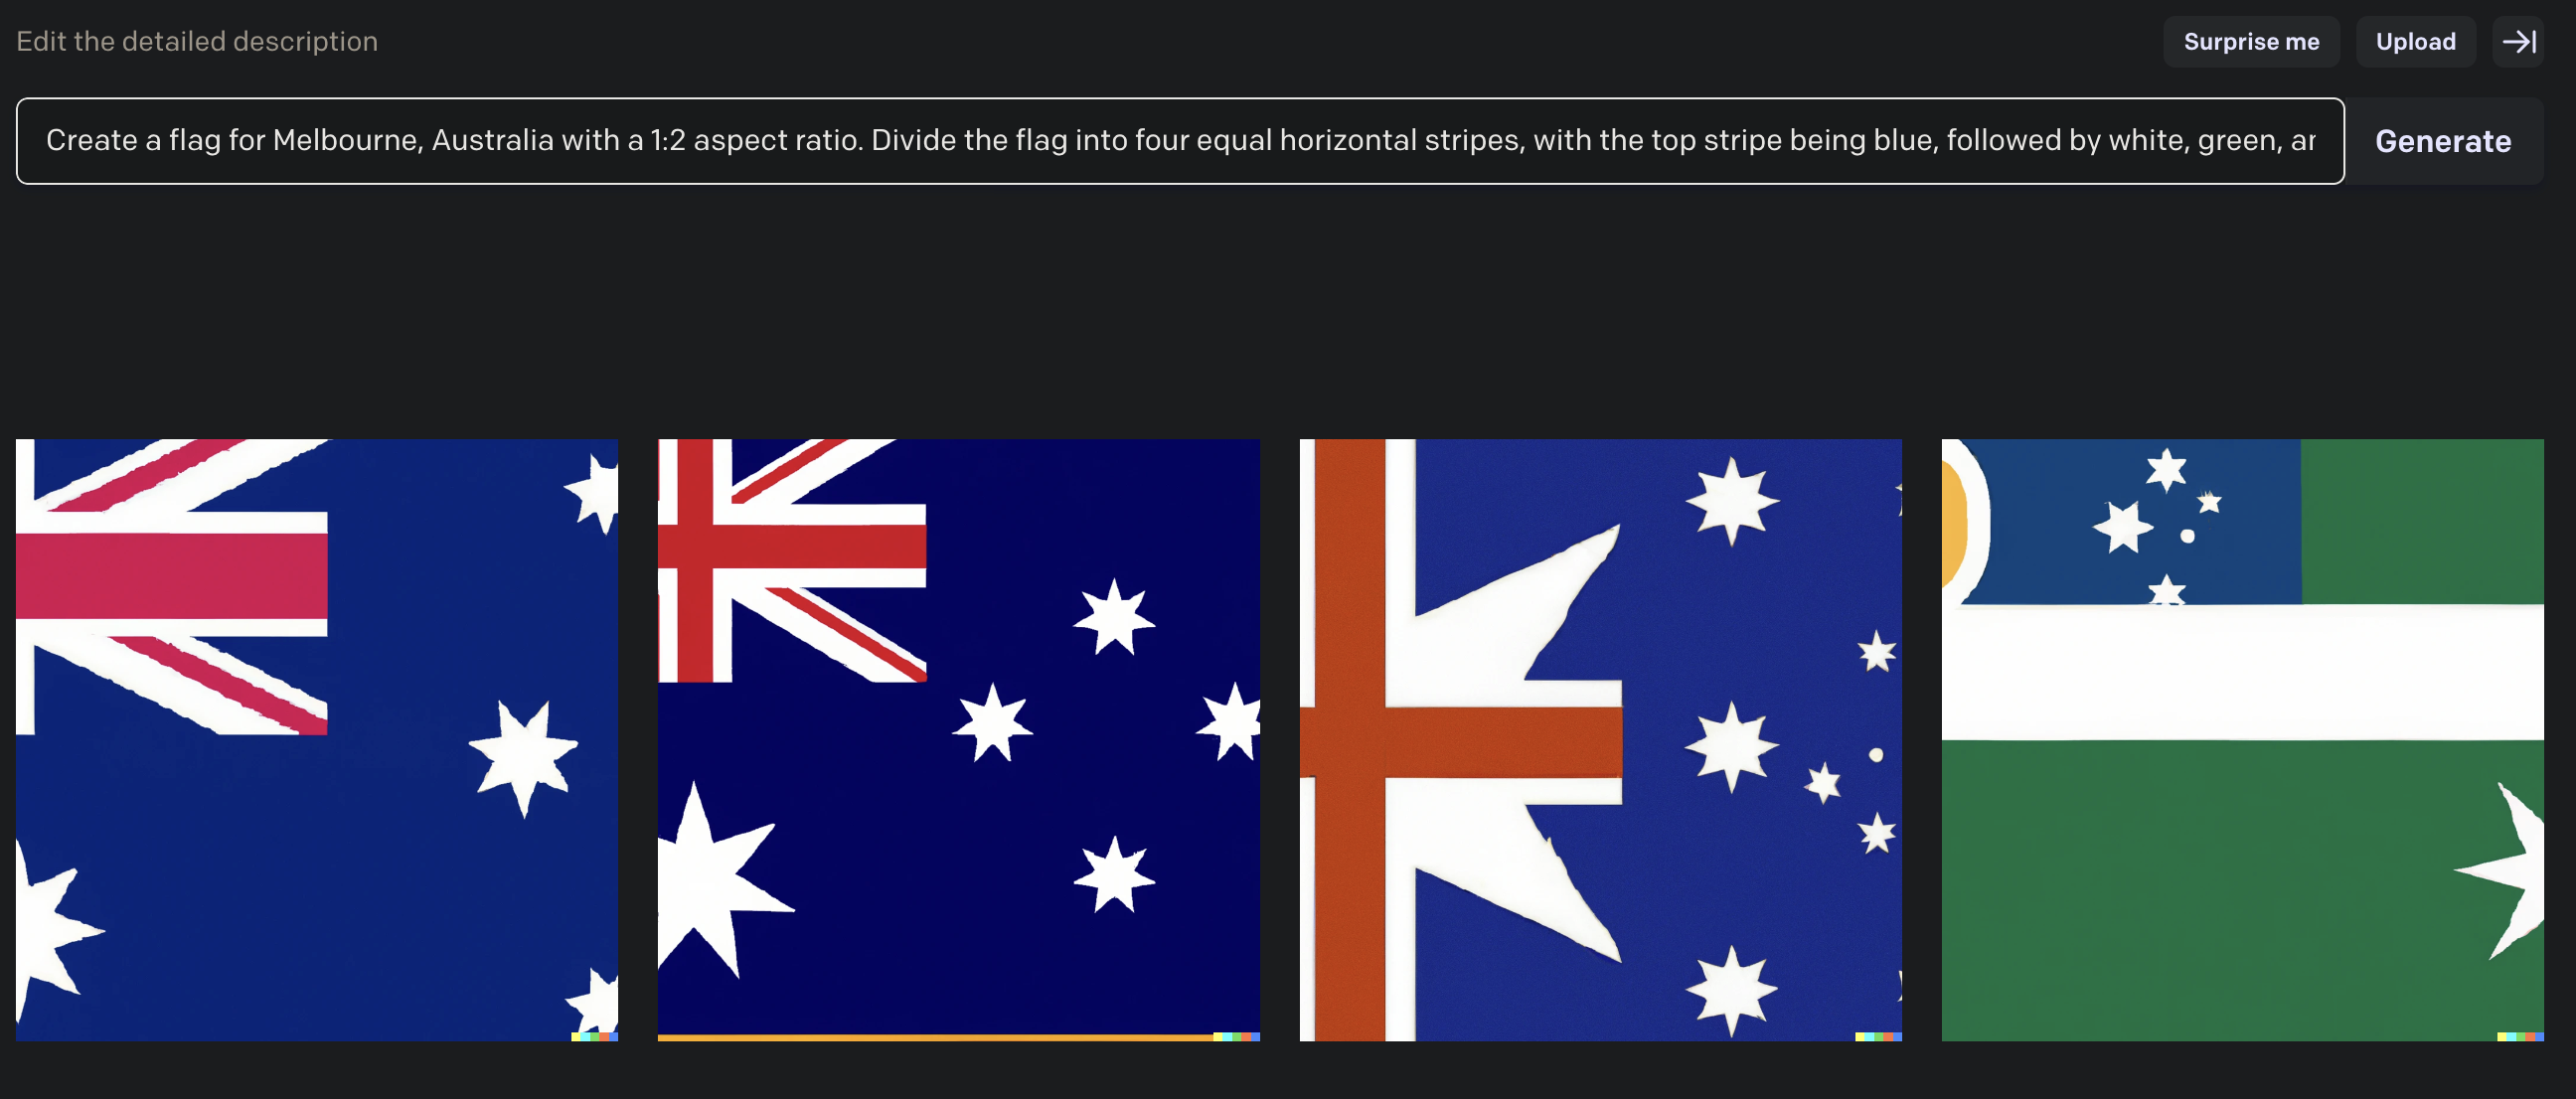 Edit the detailed description
Surprise me
Upload
Create a flag for Melbourne, Australia with a 1:2 aspect ratio. Divide the flag into four equal horizontal stripes, with the top stripe being blue, followed by white, green, ar
Generate